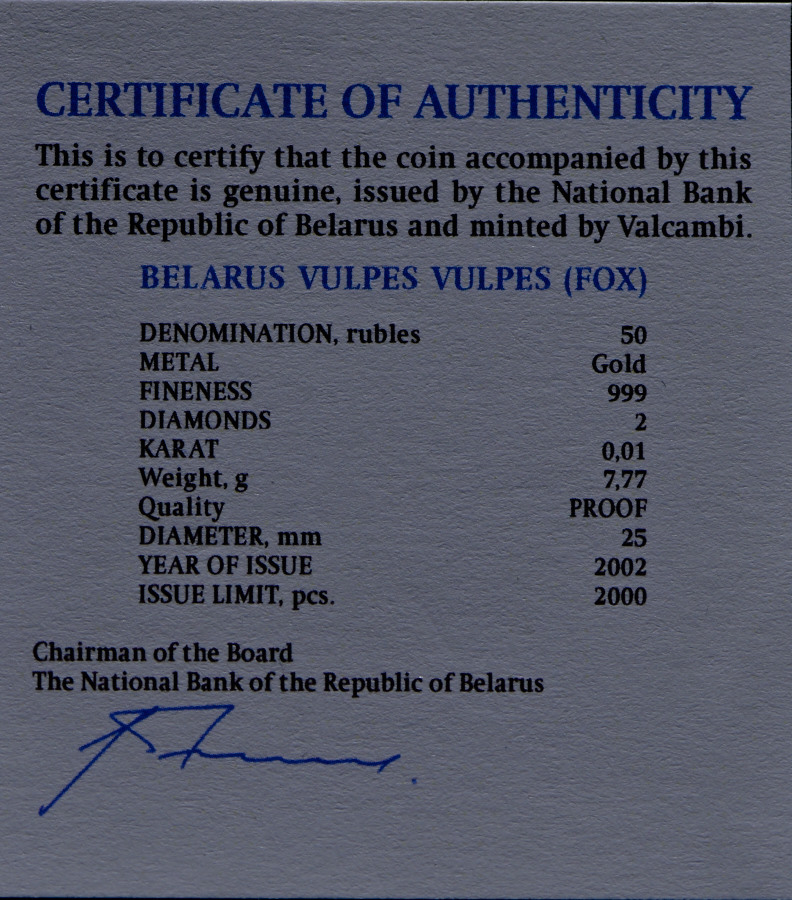 CERTIFICATE OF AUTHENTICITY
This is to certify that the coin accompanied by this
certificate is genuine, issued by the National Bank
of the Republic of Belarus and minted by Valcambi.
BELARUS VULPES VULPES (FOX)
DENOMINATION, rubles 50
METAL Gold
FINENESS 999
DIAMONDS 2
KARAT 0,01
Weight, g 7,77
Quality PROOF
DIAMETER, mm 25
YEAR OF ISSUE 2002
ISSUE LIMIT, pcs. 2000
Chairman of the Board
The National Bank of the Republic of Belarus